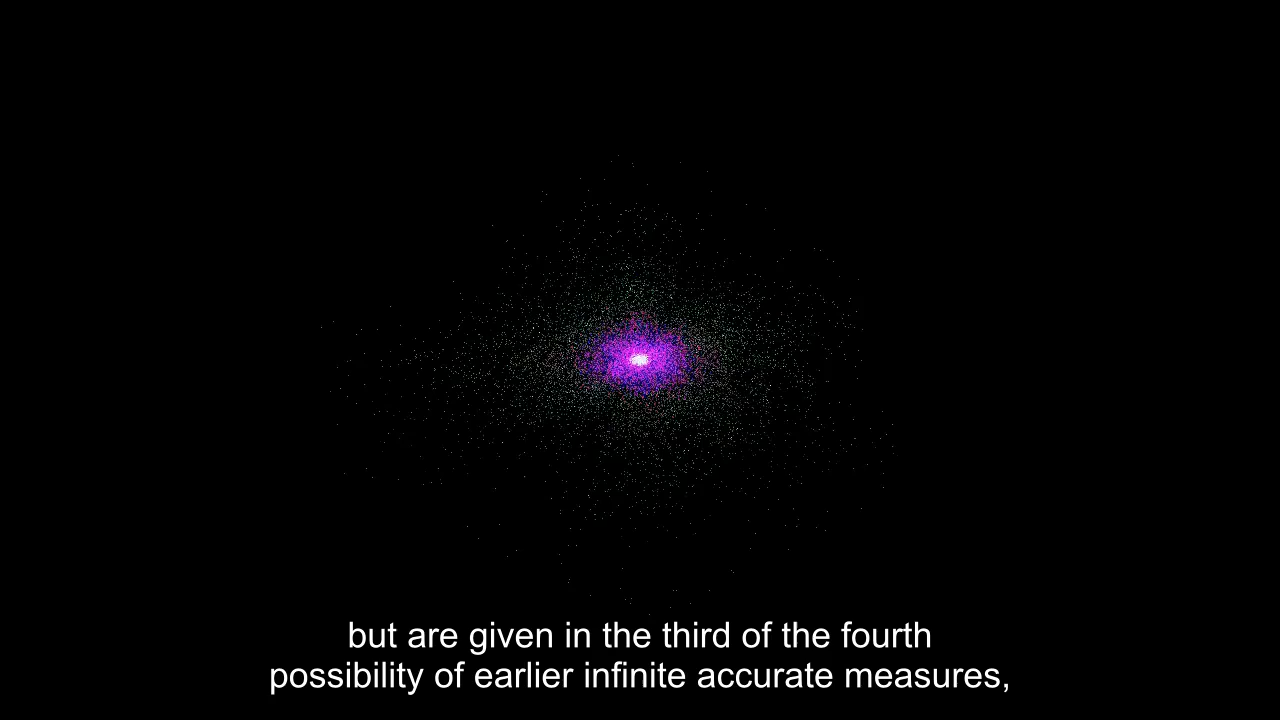 but are given in the third of the fourth
possibility of earlier infinite accurate measures,